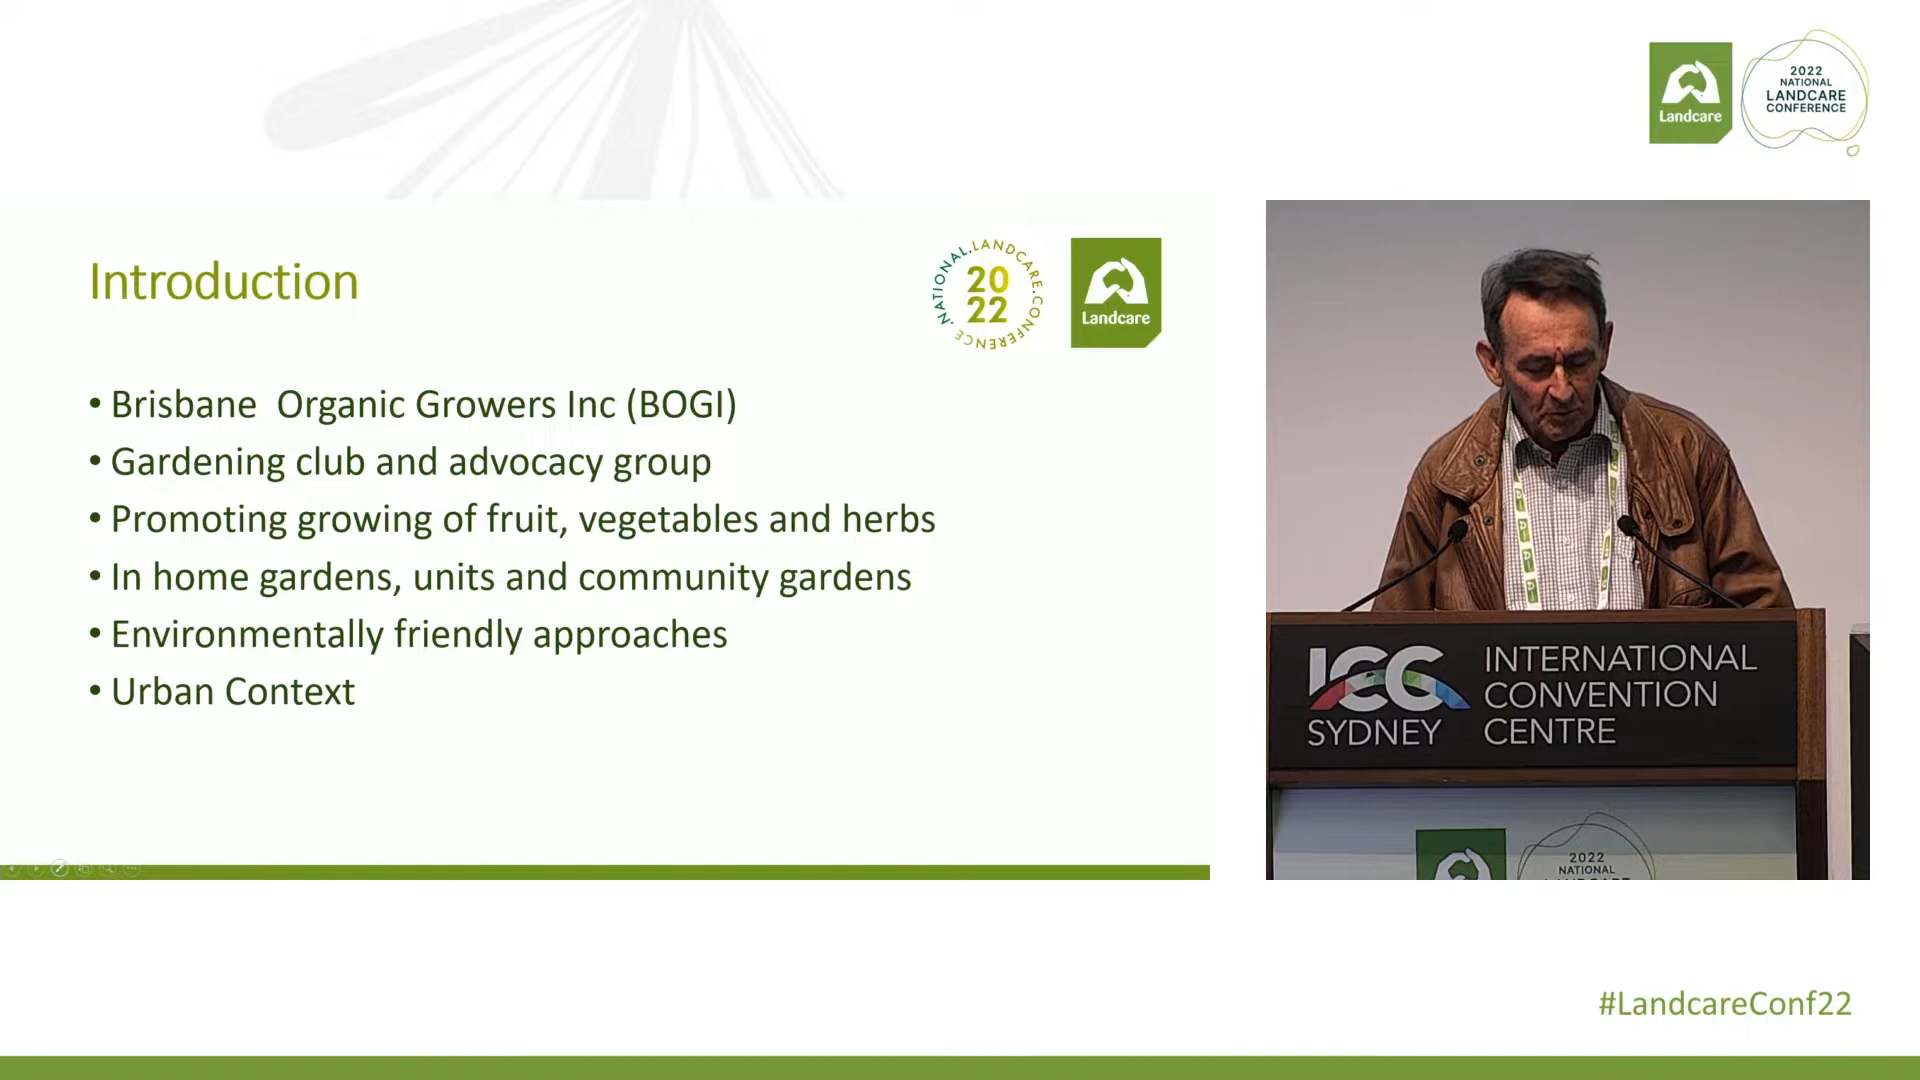 Landcare
2022
NATIONAL
LANDCARE
CONFERENCE
Introduction
NATIONAL.LANDCARE.CONFERENCE.
20
22
Landcare
• Brisbane  Organic Growers Inc (BOGI)
• Gardening club and advocacy group
• Promoting growing of fruit, vegetables and herbs
• In home gardens, units and community gardens
• Environmentally friendly approaches
• Urban Context
ICC
SYDNEY
INTERNATIONAL
CONVENTION
CENTRE
2022
NATIONAL
#LandcareConf22